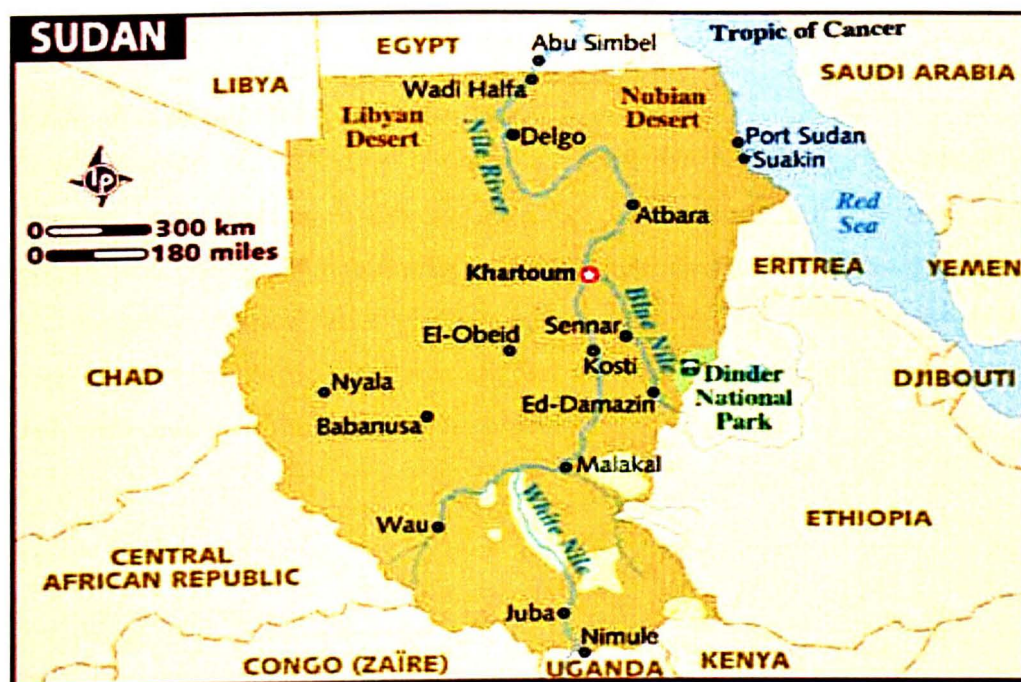 SUDAN
EGYPT
Abu Simbel
Tropic of Cancer
LIBYA
SAUDI ARABIA
Wadi Halfa
Libyan
Desert
Nubian
Desert
Nile River
Delgo
Port Sudan
Suakin
LP
Atbara
Red
Sea
0 300 km
0 180 miles
Khartoum
ERITREA
YEMEN
Blue Nile
Sennar
El-Obeid
Kosti
CHAD
Nyala
Dinder
National
Park
DJIBOUTI
Ed-Damazin
Babanusa
Malakal
White Nile
Wau
ETHIOPIA
CENTRAL
AFRICAN REPUBLIC
Juba
Nimule
CONGO (ZAÏRE)
UGANDA
KENYA